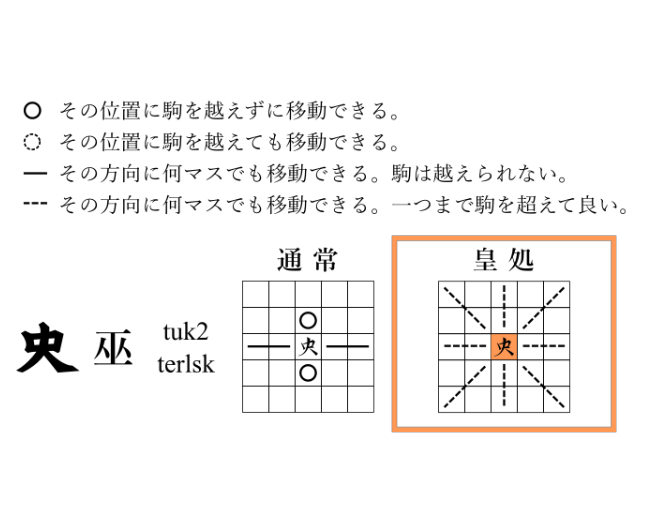 その位置に駒を越えずに移動できる。
その位置に駒を越えても移動できる。
その方向に何マスでも移動できる。駒は越えられない。
その方向に何マスでも移動できる。一つまで駒を超えて良い。
通常
皇処
巫
tuk2
terlsk